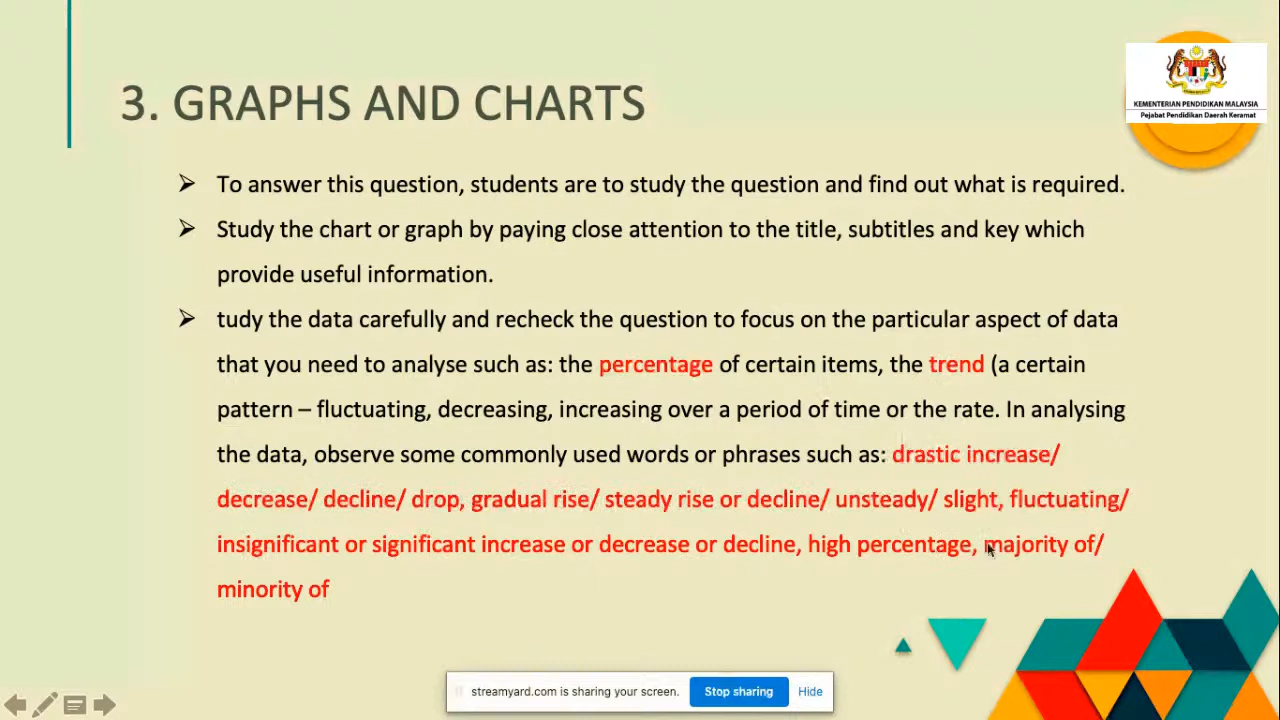 KEMENTERIAN PENDIDIKAN MALAYSIA
Pejabat Pendidikan Daerah Keramat
3. GRAPHS AND CHARTS
➢ To answer this question, students are to study the question and find out what is required.
➢ Study the chart or graph by paying close attention to the title, subtitles and key which
provide useful information.
➢ tudy the data carefully and recheck the question to focus on the particular aspect of data
that you need to analyse such as: the percentage of certain items, the trend (a certain
pattern – fluctuating, decreasing, increasing over a period of time or the rate. In analysing
the data, observe some commonly used words or phrases such as: drastic increase/
decrease/ decline/ drop, gradual rise/ steady rise or decline/ unsteady/ slight, fluctuating/
insignificant or significant increase or decrease or decline, high percentage, majority of/
minority of
streamyard.com is sharing your screen. Stop sharing Hide